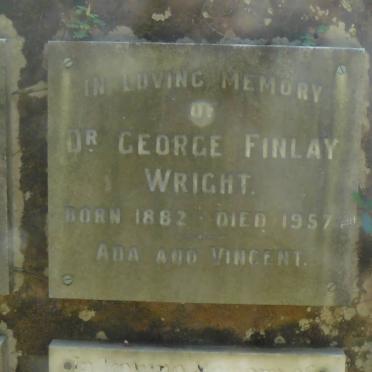 IN LOVING MEMORY
OF
DR GEORGE FINLAY
WRIGHT.
BORN 1882 · DIED 1957
ADA AND VINCENT.